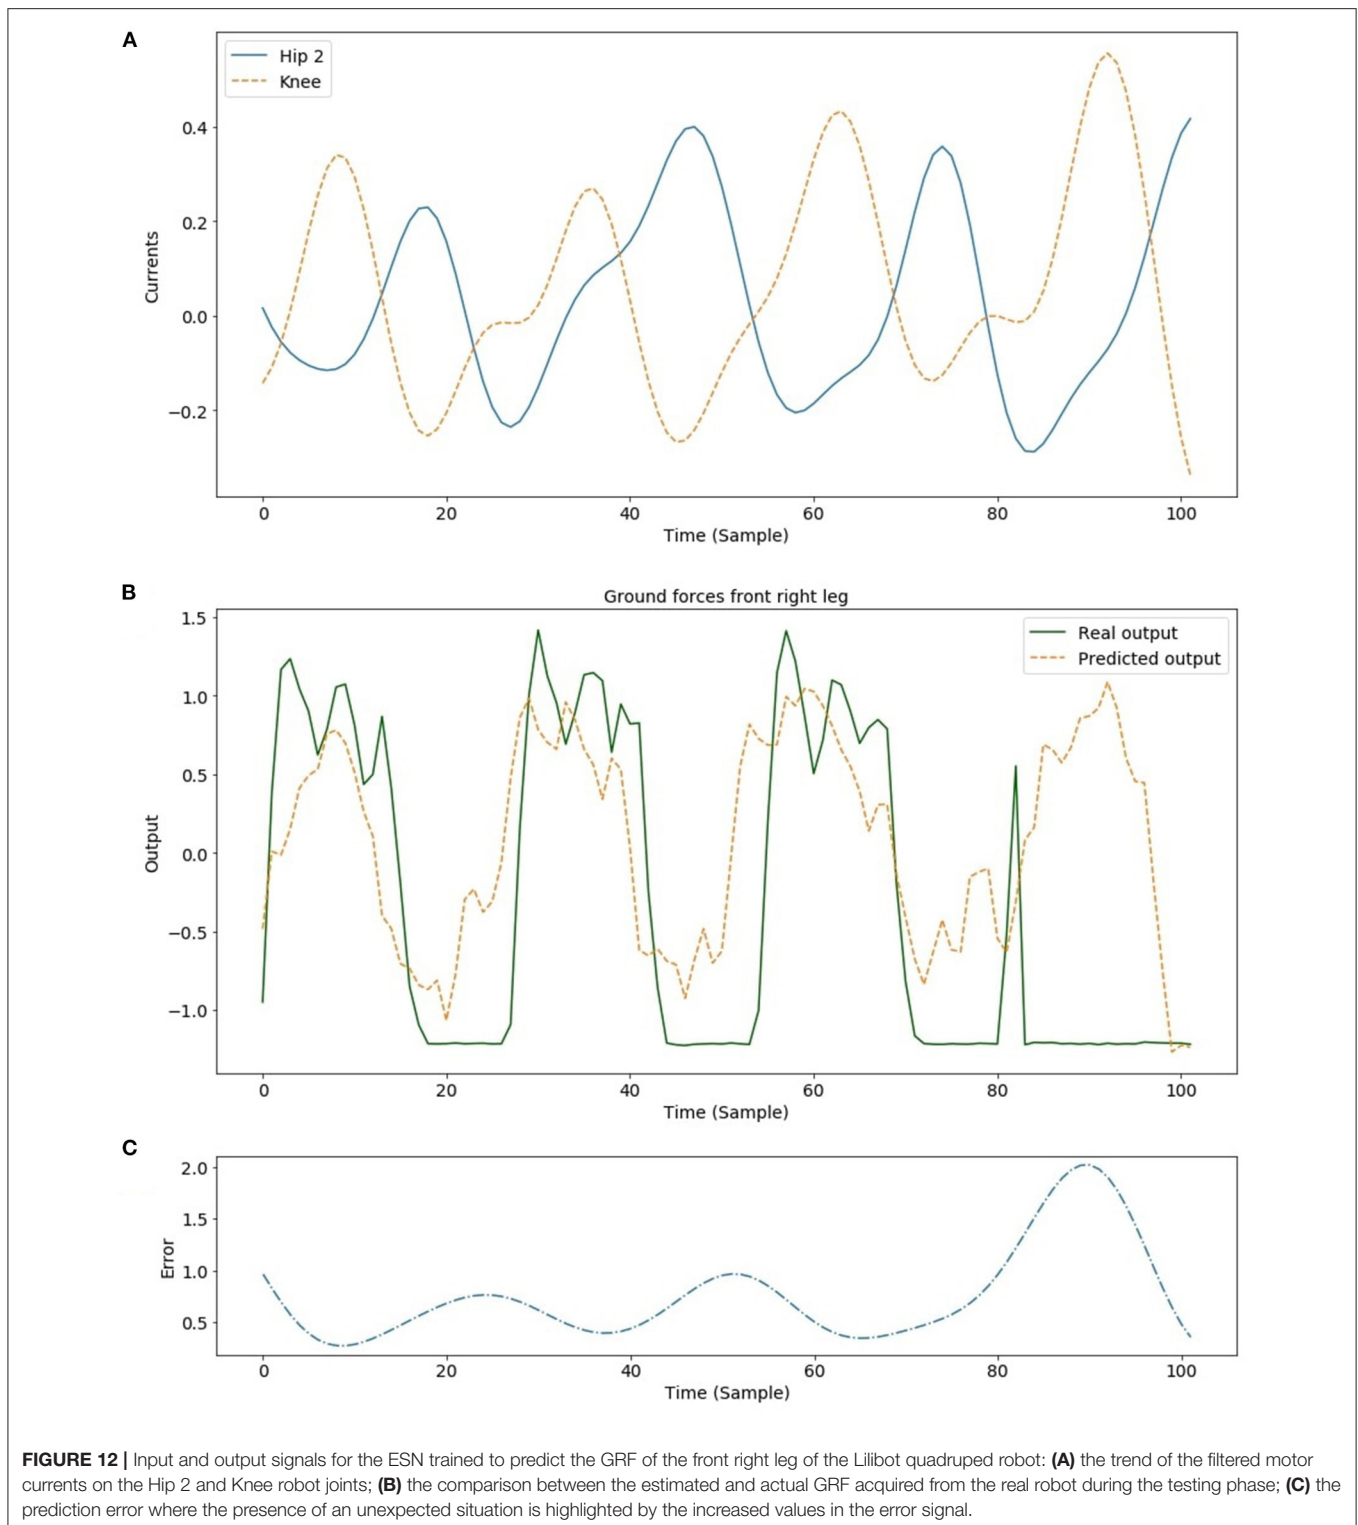 A
Hip 2
Knee
0.4
0.2
0.0
−0.2
Currents
0 20 40 60 80 100
Time (Sample)
B
Ground forces front right leg
Real output
Predicted output
1.5
1.0
0.5
0.0
−0.5
−1.0
Output
0 20 40 60 80 100
Time (Sample)
C
2.0
1.5
1.0
0.5
Error
0 20 40 60 80 100
Time (Sample)
FIGURE 12 | Input and output signals for the ESN trained to predict the GRF of the front right leg of the Lilibot quadruped robot: (A) the trend of the filtered motor
currents on the Hip 2 and Knee robot joints; (B) the comparison between the estimated and actual GRF acquired from the real robot during the testing phase; (C) the
prediction error where the presence of an unexpected situation is highlighted by the increased values in the error signal.